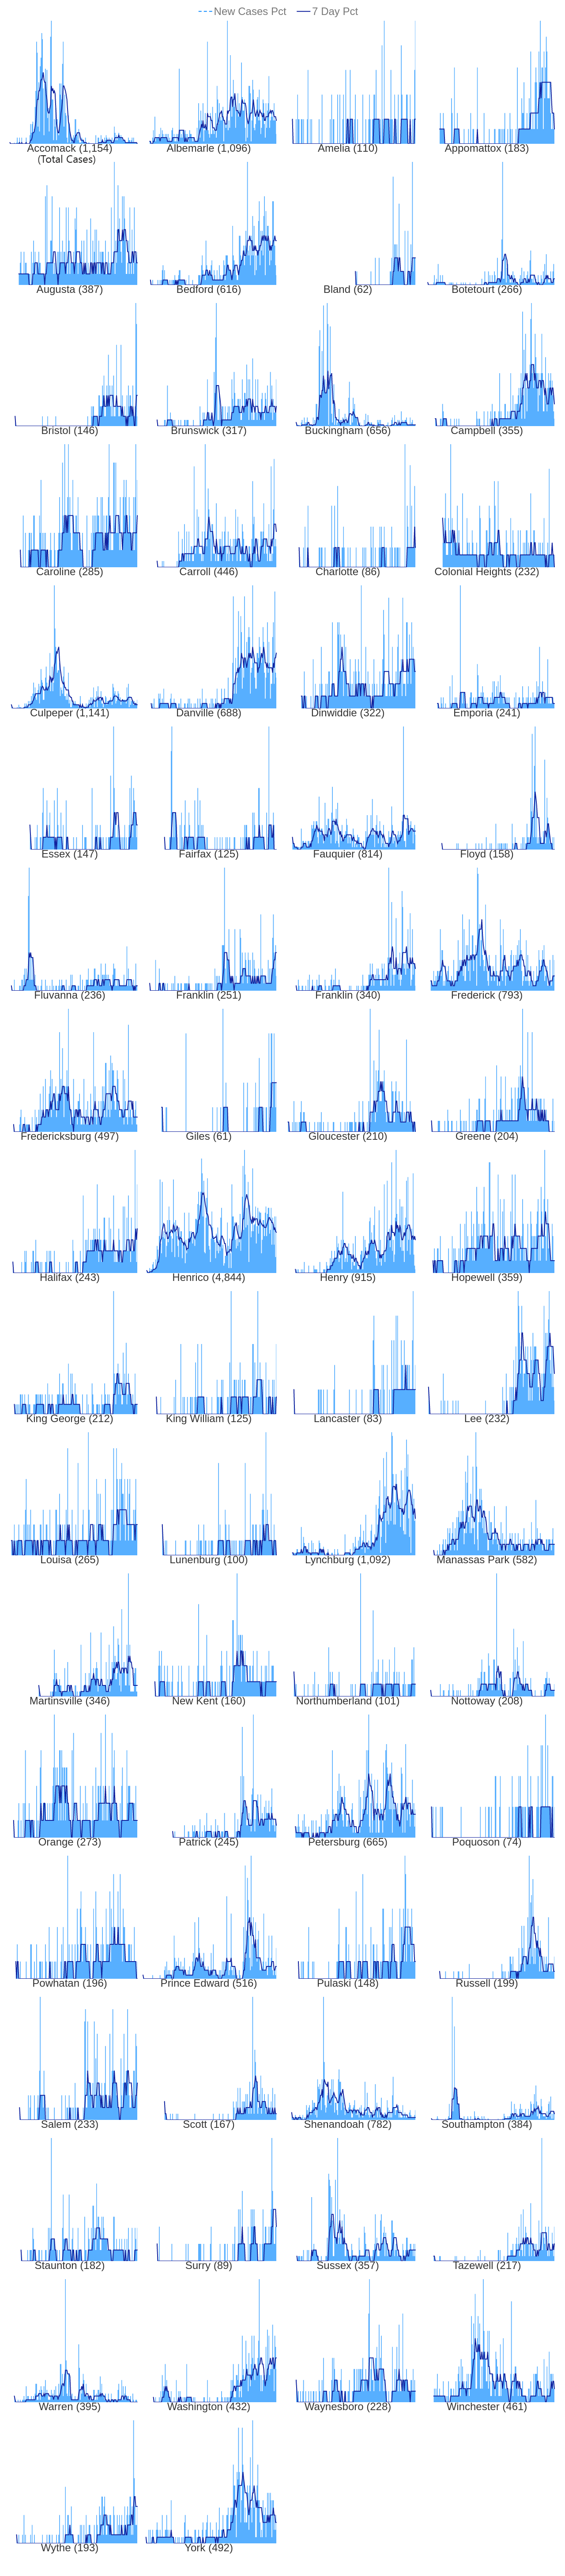 New Cases Pct 7 Day Pct
Accomack (1,154) Albemarle (1,096) Amelia (110) Appomattox (183)
(Total Cases)
Augusta (387) Bedford (616) Bland (62) Botetourt (266)
Bristol (146) Brunswick (317) Buckingham (656) Campbell (355)
Caroline (285) Carroll (446) Charlotte (86) Colonial Heights (232)
Culpeper (1,141) Danville (688) Dinwiddie (322) Emporia (241)
Essex (147) Fairfax (125) Fauquier (814) Floyd (158)
Fluvanna (236) Franklin (251) Franklin (340) Frederick (793)
Fredericksburg (497) Giles (61) Gloucester (210) Greene (204)
Halifax (243) Henrico (4,844) Henry (915) Hopewell (359)
King George (212) King William (125) Lancaster (83) Lee (232)
Louisa (265) Lunenburg (100) Lynchburg (1,092) Manassas Park (582)
Martinsville (346) New Kent (160) Northumberland (101) Nottoway (208)
Orange (273) Patrick (245) Petersburg (665) Poquoson (74)
Powhatan (196) Prince Edward (516) Pulaski (148) Russell (199)
Salem (233) Scott (167) Shenandoah (782) Southampton (384)
Staunton (182) Surry (89) Sussex (357) Tazewell (217)
Warren (395) Washington (432) Waynesboro (228) Winchester (461)
Wythe (193) York (492)